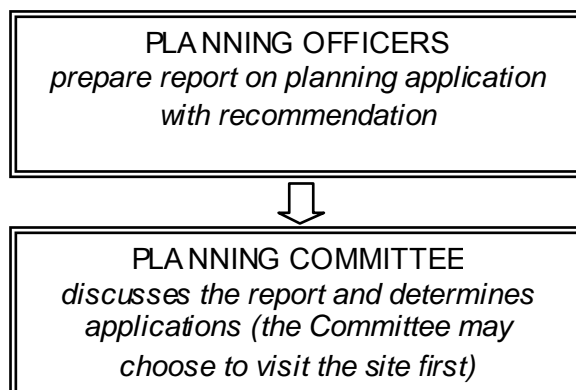 PLANNING OFFICERS
prepare report on planning application
with recommendation
PLANNING COMMITTEE
discusses the report and determines
applications (the Committee may
choose to visit the site first)